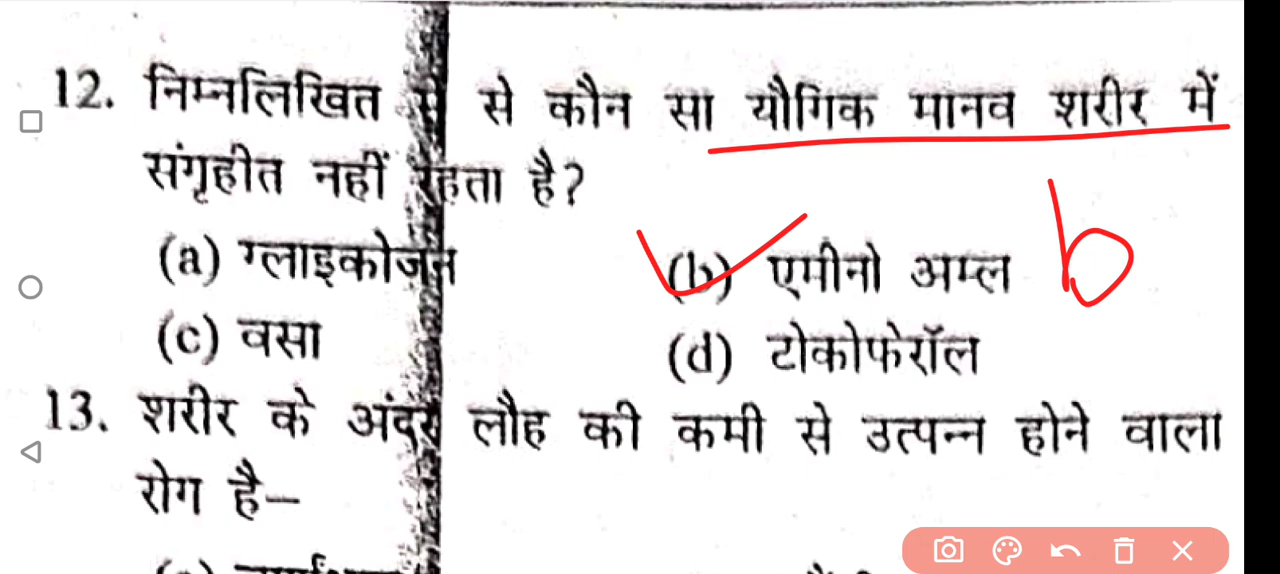 12. निम्नलिखित में से कौन सा यौगिक मानव शरीर में
संगृहीत नहीं रहता है?
(a) ग्लाइकोजन (b) एमीनो अम्ल b
(c) वसा (d) टोकोफेरॉल
13. शरीर के अंदर लौह की कमी से उत्पन्न होने वाला
रोग है–